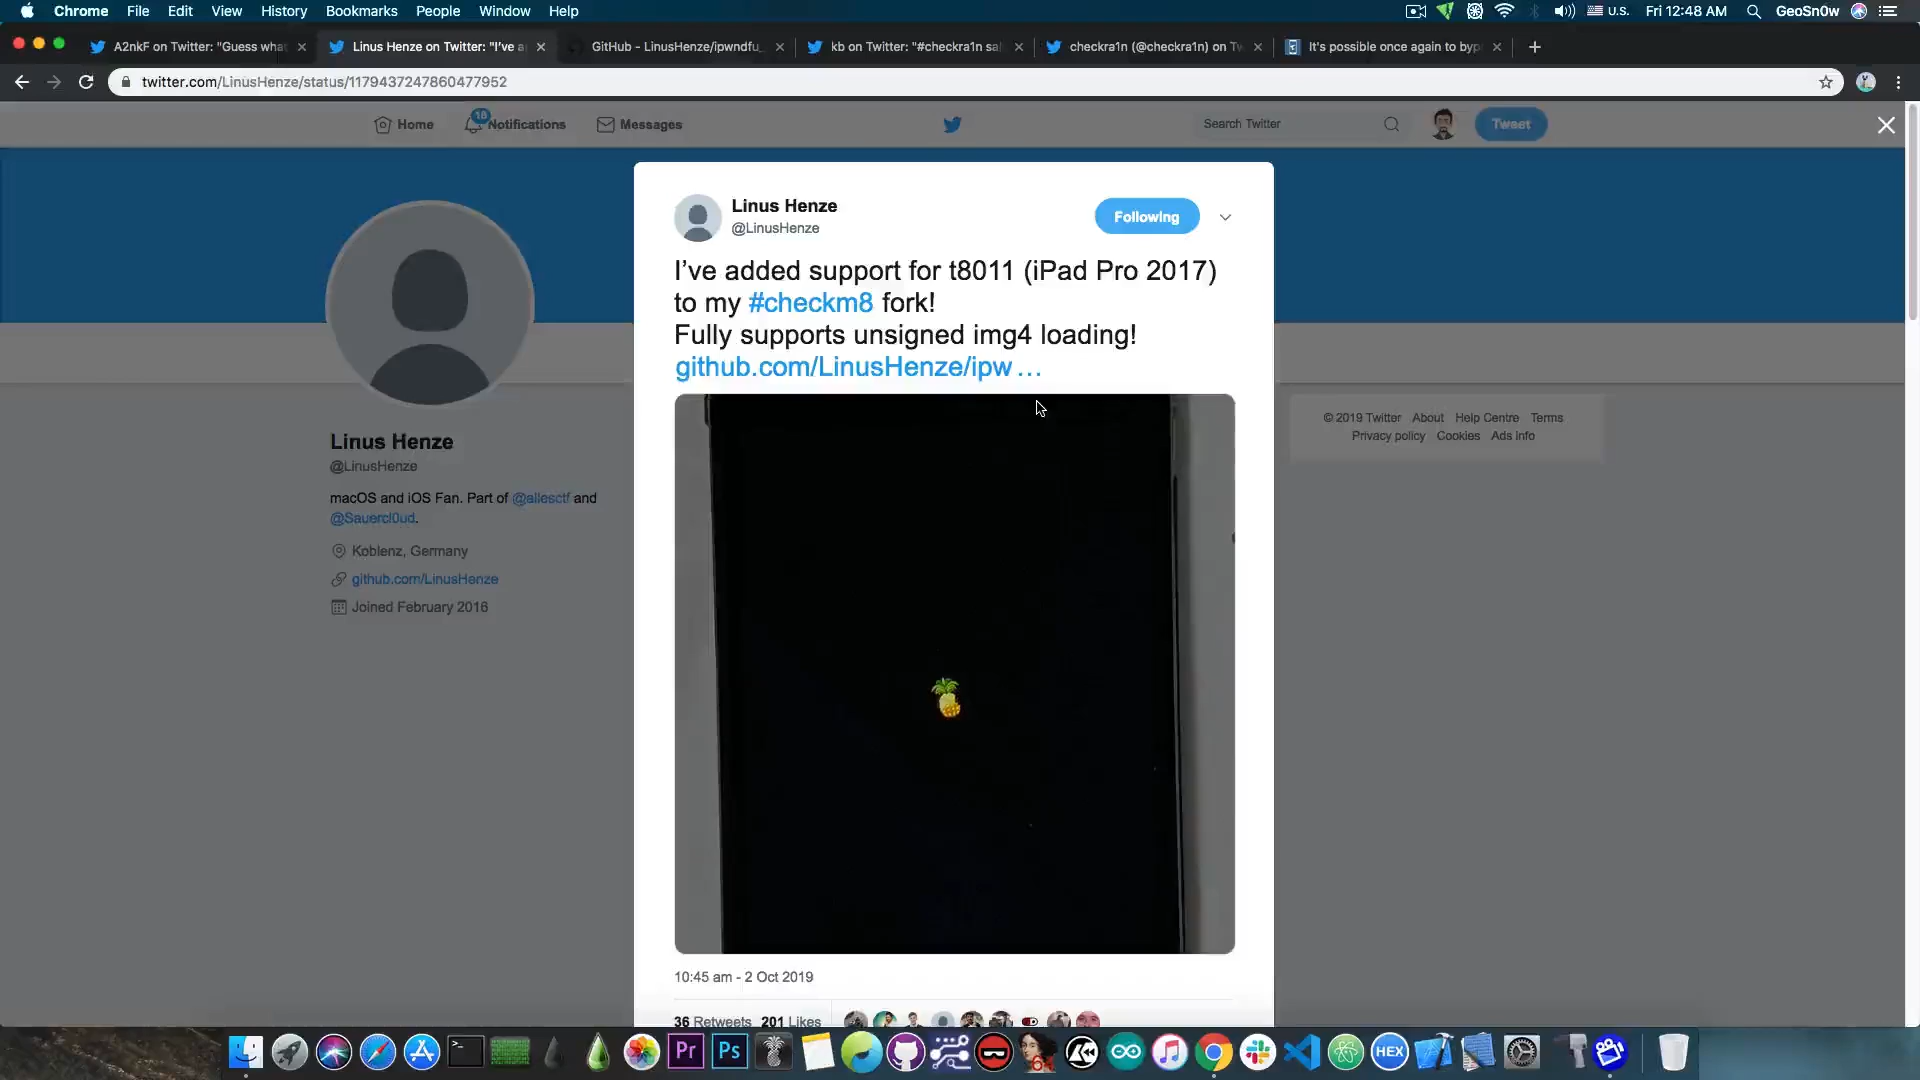 Chrome File Edit View History Bookmarks People Window Help U.S. Fri 12:48 AM GeoSn0w
A2nkF on Twitter: "Guess wha Linus Henze on Twitter: "I've a GitHub - LinusHenze/ipwndfu_ kb on Twitter: "#checkra1n sa checkra1n (@checkra1n) on Tw It's possible once again to byp
twitter.com/LinusHenze/status/1179437247860477952
Home 18 Notifications Messages Search Twitter Tweet
Linus Henze
@LinusHenze
Following
I've added support for t8011 (iPad Pro 2017)
to my #checkm8 fork!
Fully supports unsigned img4 loading!
github.com/LinusHenze/ipw …
10:45 am - 2 Oct 2019
36 Retweets 201 Likes
Linus Henze
@LinusHenze
macOS and iOS Fan. Part of @allesctf and
@Sauercl0ud.
Koblenz, Germany
github.com/LinusHenze
Joined February 2016
© 2019 Twitter About Help Centre Terms
Privacy policy Cookies Ads info
Pr Ps HEX